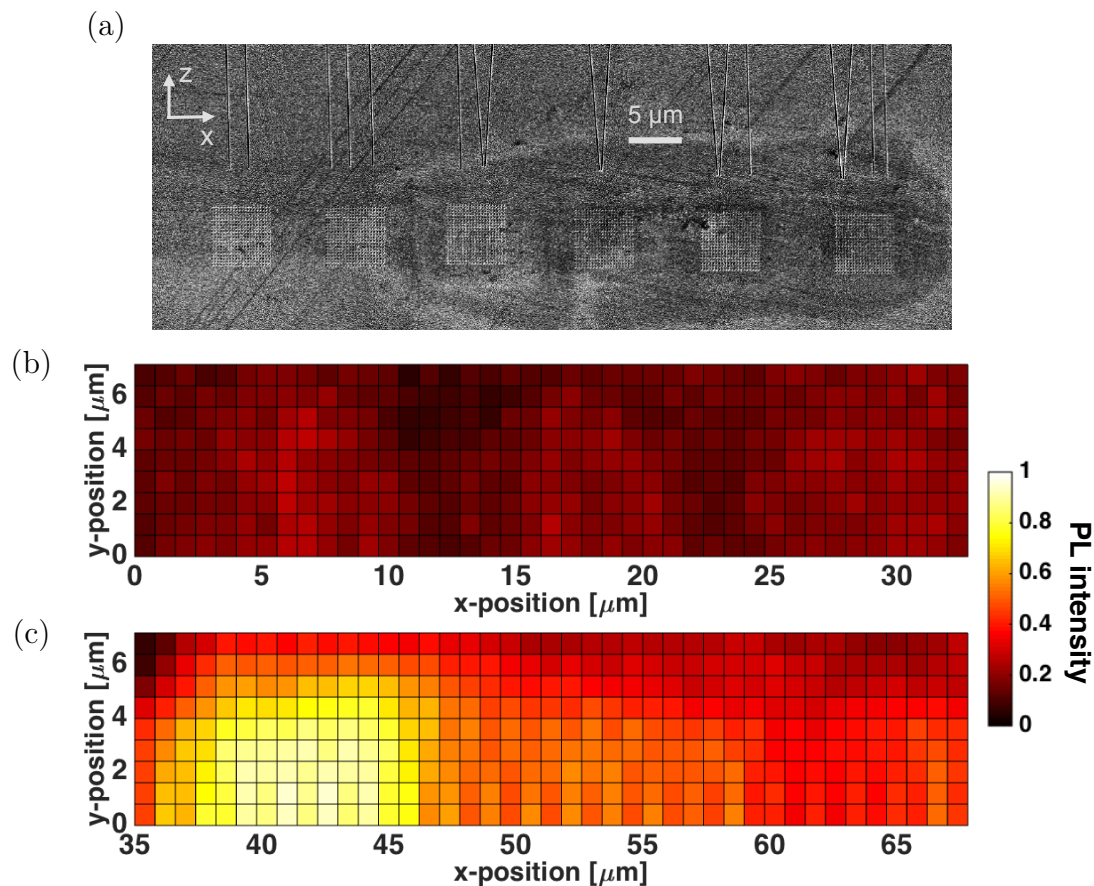 (a)
z
x
5 μm
(b)
y-position [μm]
6
4
2
0
0 5 10 15 20 25 30
x-position [μm]
(c)
y-position [μm]
6
4
2
0
35 40 45 50 55 60 65
x-position [μm]
1
0.8
0.6
0.4
0.2
0
PL intensity